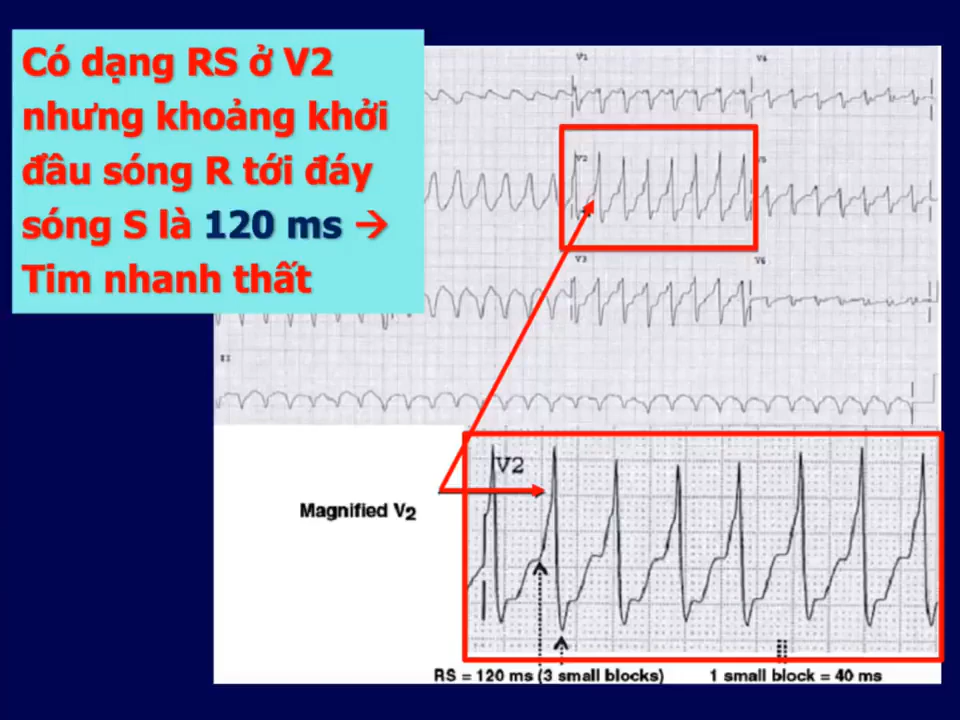 Có dạng RS ở V2
nhưng khoảng khởi
đầu sóng R tới đáy
sóng S là 120 ms →
Tim nhanh thất
V1
V4
V2
V5
V3
V6
II
V2
Magnified V2
RS = 120 ms (3 small blocks)
1 small block = 40 ms